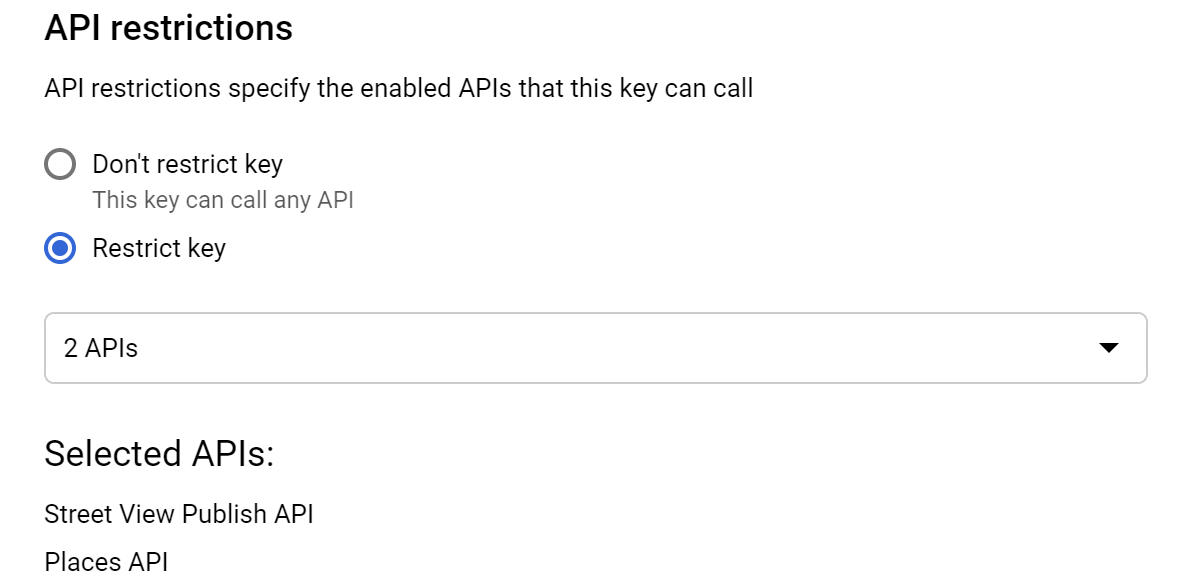 API restrictions
API restrictions specify the enabled APIs that this key can call
Don't restrict key
This key can call any API
Restrict key
2 APIs
Selected APIs:
Street View Publish API
Places API